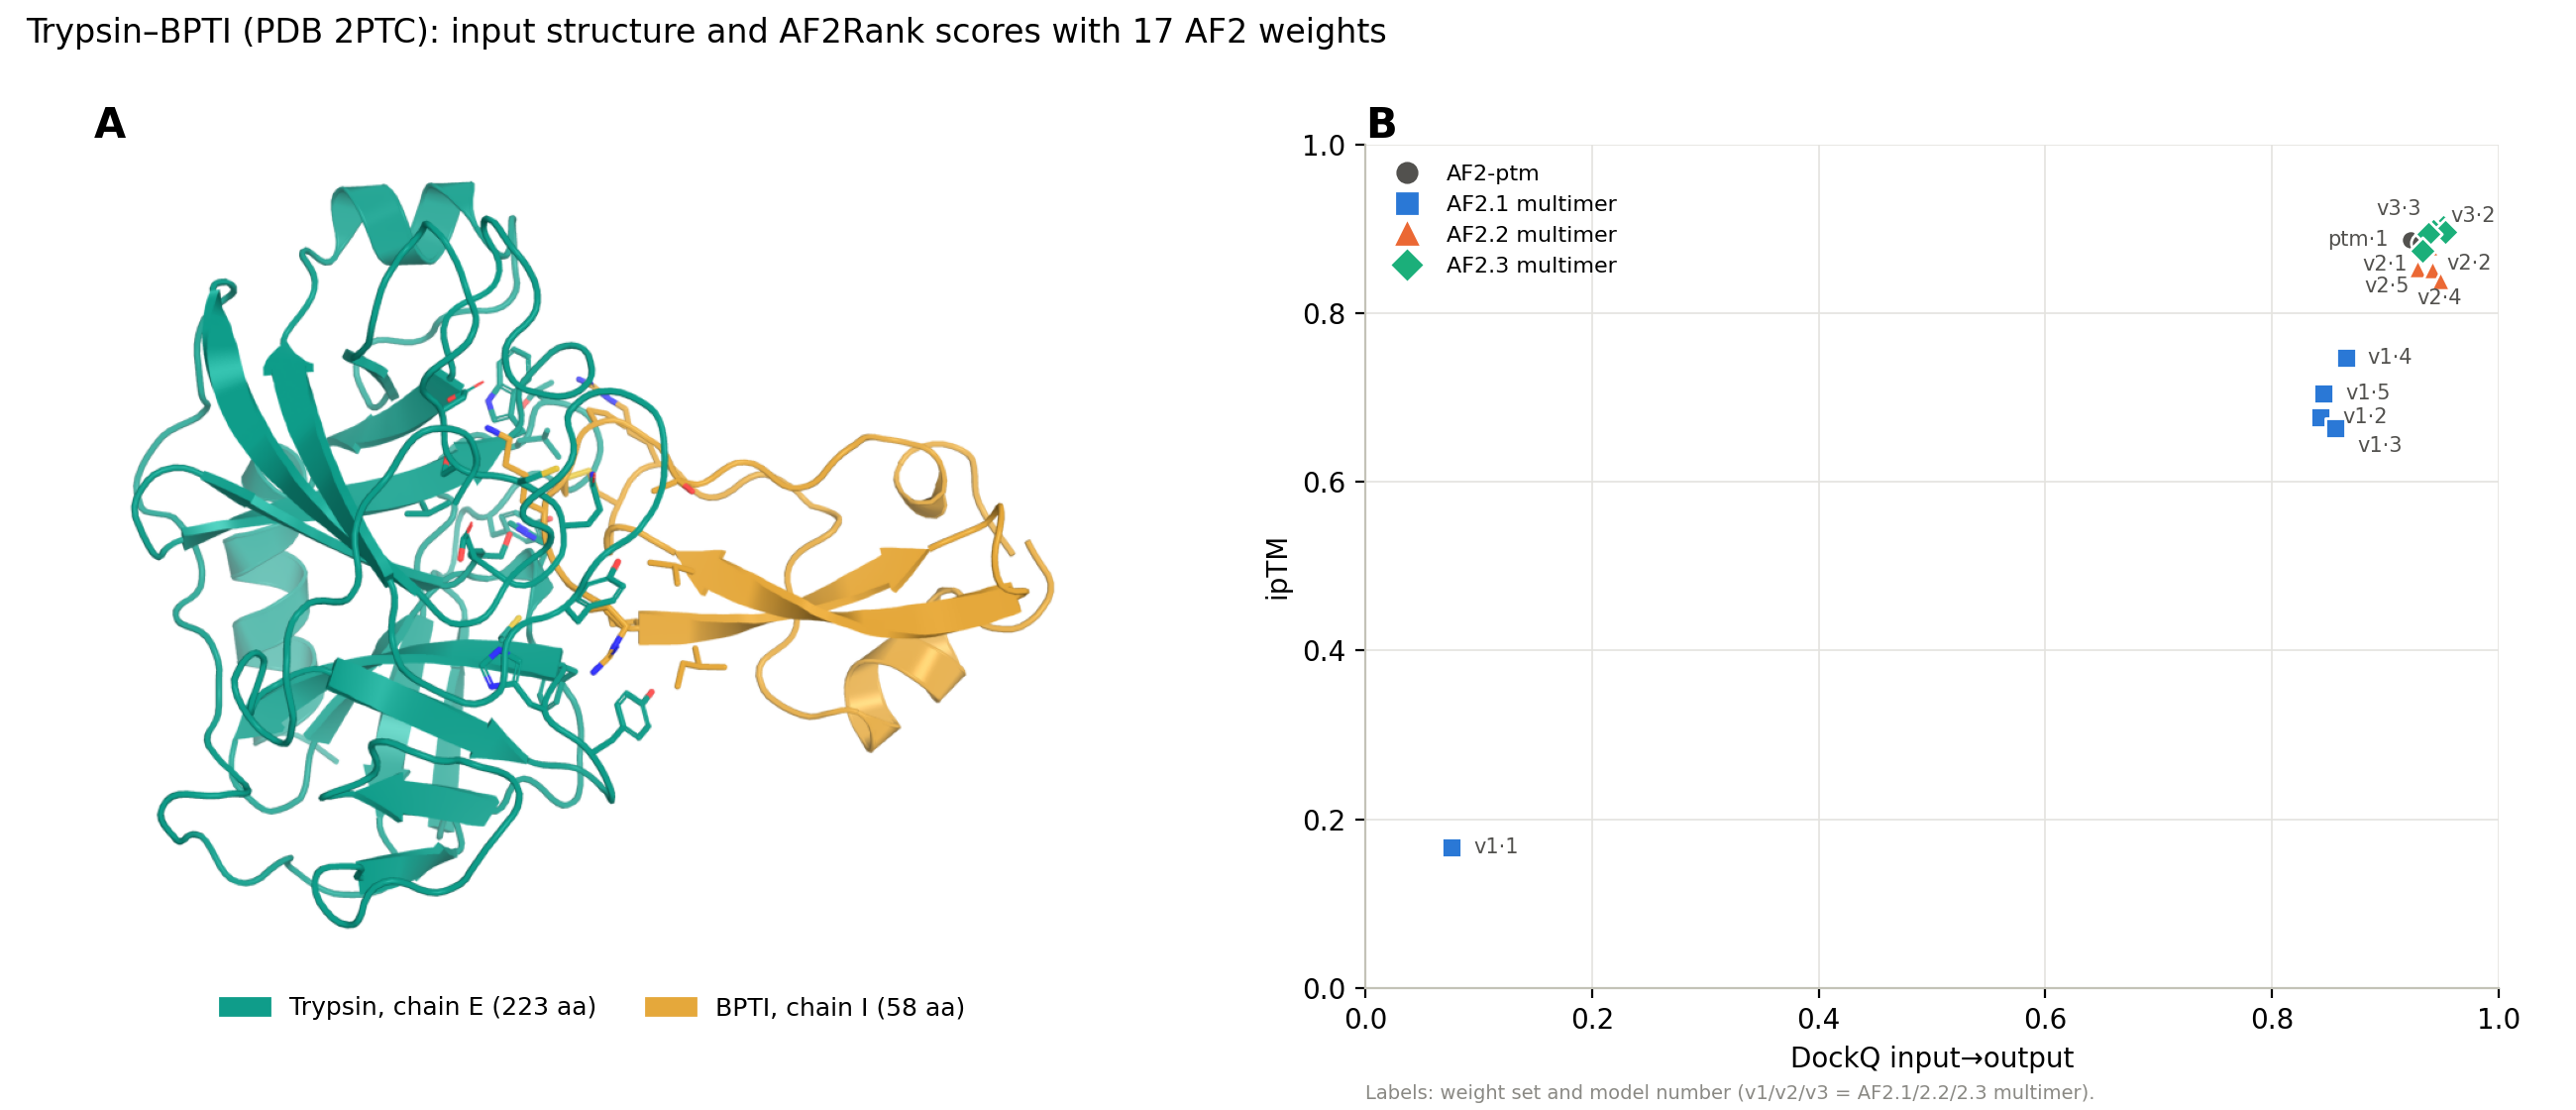 Trypsin–BPTI (PDB 2PTC): input structure and AF2Rank scores with 17 AF2 weights
A
Trypsin, chain E (223 aa)
BPTI, chain I (58 aa)
B
1.0
0.8
0.6
0.4
0.2
0.0
ipTM
AF2-ptm
AF2.1 multimer
AF2.2 multimer
AF2.3 multimer
v3·3
v3·2
ptm·1
v2·1
v2·2
v2·5
v2·4
v1·4
v1·5
v1·2
v1·3
v1·1
0.0
0.2
0.4
0.6
0.8
1.0
DockQ input→output
Labels: weight set and model number (v1/v2/v3 = AF2.1/2.2/2.3 multimer).